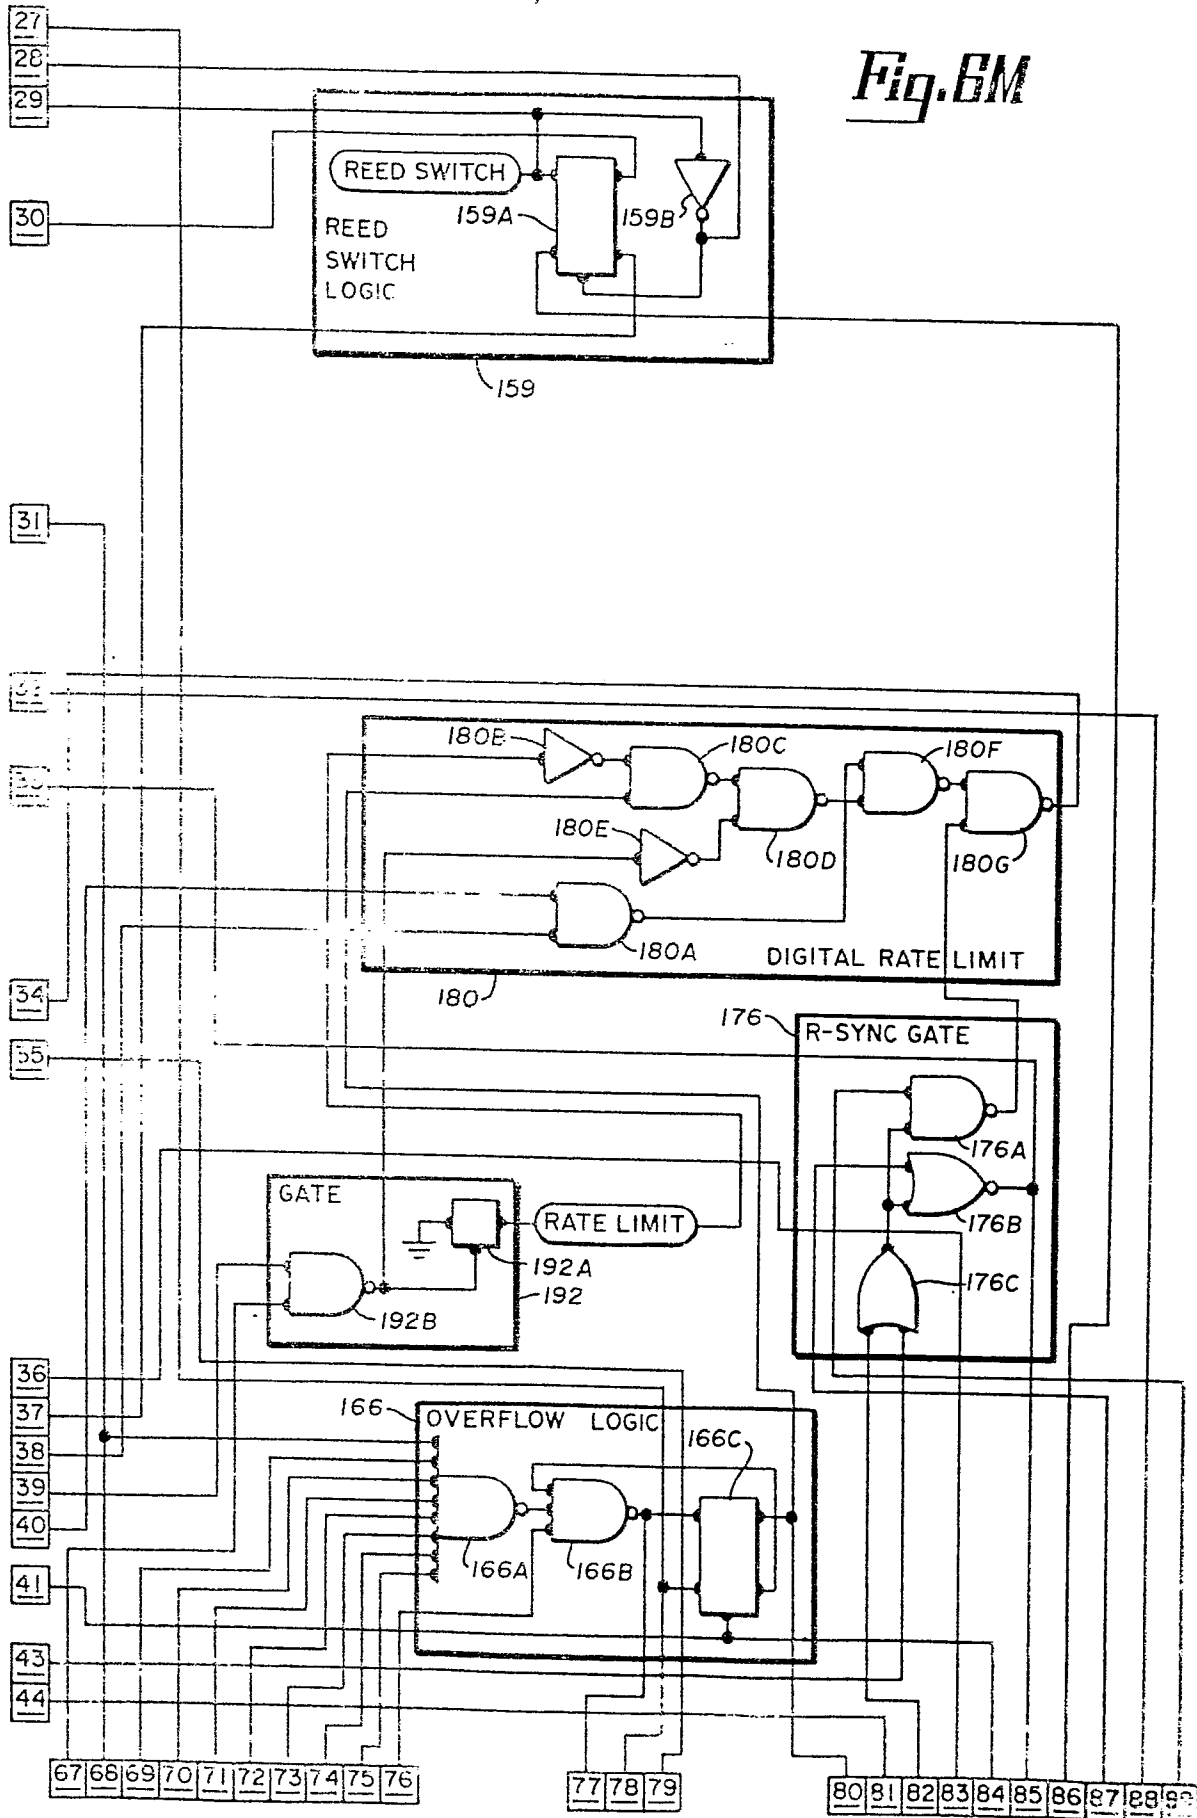 Fig. 6M
27
28
29
REED SWITCH
159A
159B
30
REED
SWITCH
LOGIC
159
31
180B
180C
180F
180E
180D
180G
180A
DIGITAL RATE LIMIT
34
180
176
R-SYNC GATE
176A
GATE
RATE LIMIT
176B
192A
176C
192
192B
36
37
166
OVERFLOW LOGIC
166C
38
39
40
166A
166B
41
43
44
67 68 69 70 71 72 73 74 75 76
77 78 79
80 81 82 83 84 85 86 87 88